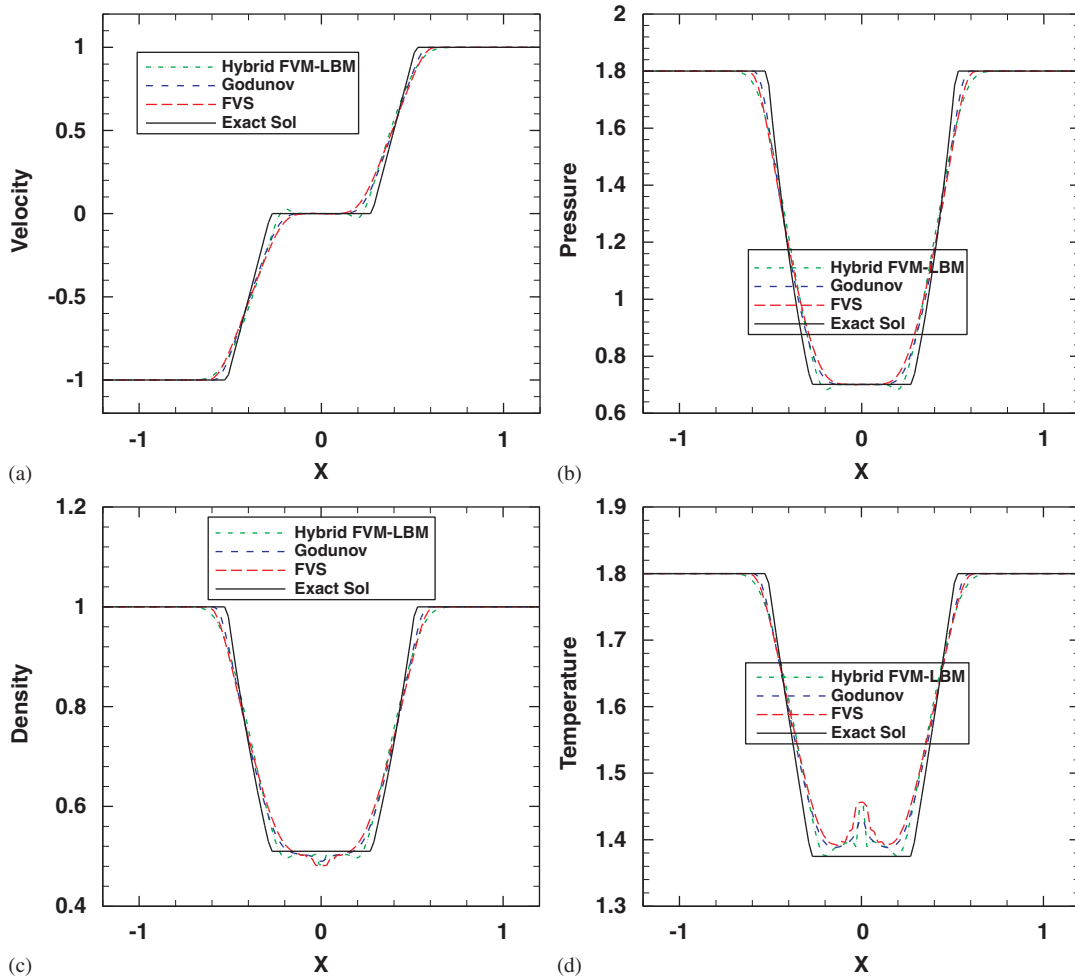 1
0.5
0
-0.5
-1
Velocity
Hybrid FVM-LBM
Godunov
FVS
Exact Sol
-1
0
1
X
(a)
2
1.8
1.6
1.4
1.2
1
0.8
0.6
Pressure
Hybrid FVM-LBM
Godunov
FVS
Exact Sol
-1
0
1
X
(b)
1.2
1
0.8
0.6
0.4
Density
Hybrid FVM-LBM
Godunov
FVS
Exact Sol
-1
0
1
X
(c)
1.9
1.8
1.7
1.6
1.5
1.4
1.3
Temperature
Hybrid FVM-LBM
Godunov
FVS
Exact Sol
-1
0
1
X
(d)